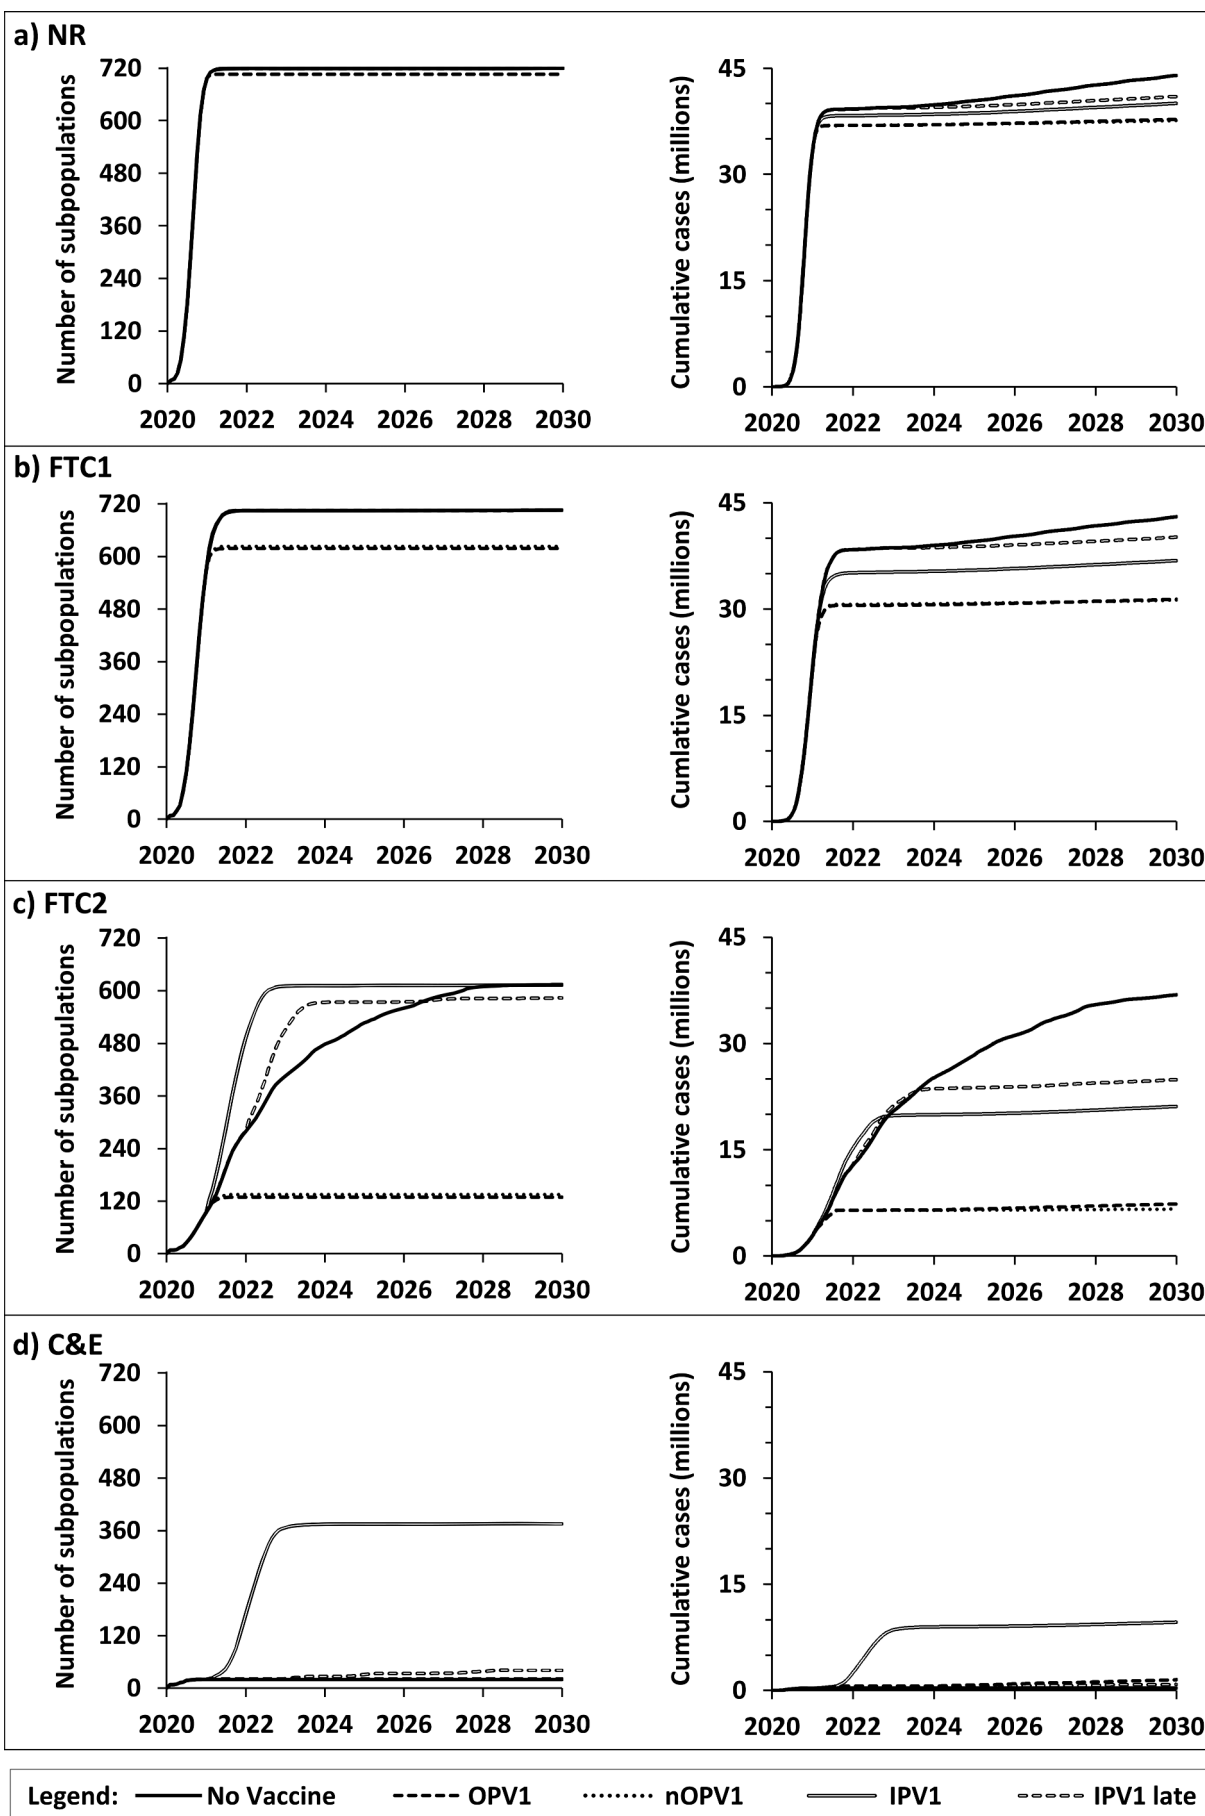 a) NR
Number of subpopulations
720
600
480
360
240
120
0
2020 2022 2024 2026 2028 2030
Cumulative cases (millions)
45
30
15
0
2020 2022 2024 2026 2028 2030
b) FTC1
Number of subpopulations
720
600
480
360
240
120
0
2020 2022 2024 2026 2028 2030
Cumlative cases (millions)
45
30
15
0
2020 2022 2024 2026 2028 2030
c) FTC2
Number of subpopulations
720
600
480
360
240
120
0
2020 2022 2024 2026 2028 2030
Cumulative cases (millions)
45
30
15
0
2020 2022 2024 2026 2028 2030
d) C&E
Number of subpopulations
720
600
480
360
240
120
0
2020 2022 2024 2026 2028 2030
Cumulative cases (millions)
45
30
15
0
2020 2022 2024 2026 2028 2030
Legend: No Vaccine OPV1 nOPV1 IPV1 IPV1 late